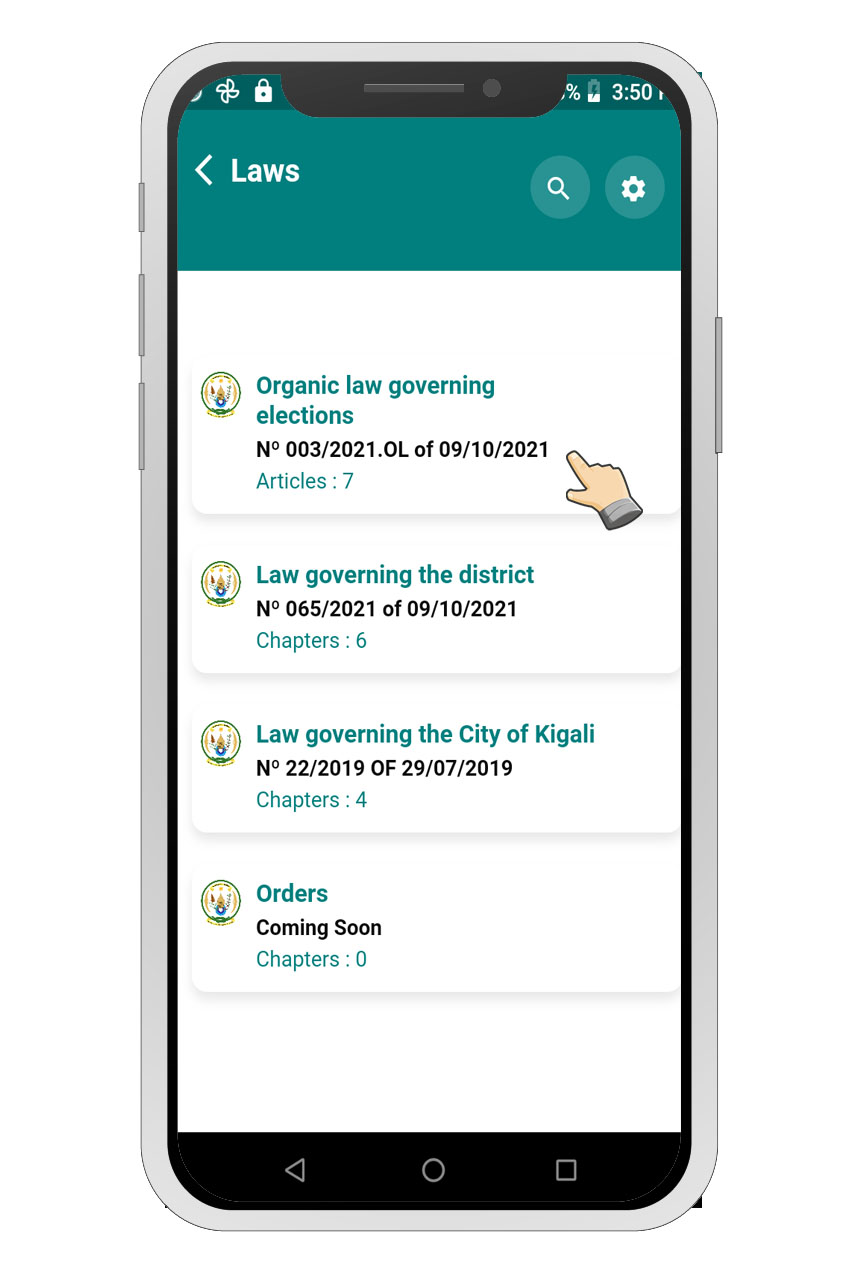 % 3:50
Laws
Organic law governing
elections
Nº 003/2021.OL of 09/10/2021
Articles : 7
Law governing the district
Nº 065/2021 of 09/10/2021
Chapters : 6
Law governing the City of Kigali
Nº 22/2019 OF 29/07/2019
Chapters : 4
Orders
Coming Soon
Chapters : 0